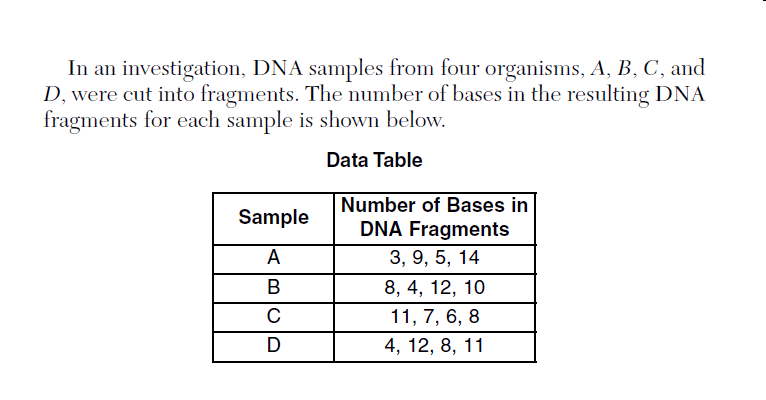 In an investigation, DNA samples from four organisms, A, B, C, and
D, were cut into fragments. The number of bases in the resulting DNA
fragments for each sample is shown below.
Data Table
Sample
Number of Bases in
DNA Fragments
A 3, 9, 5, 14
B 8, 4, 12, 10
C 11, 7, 6, 8
D 4, 12, 8, 11